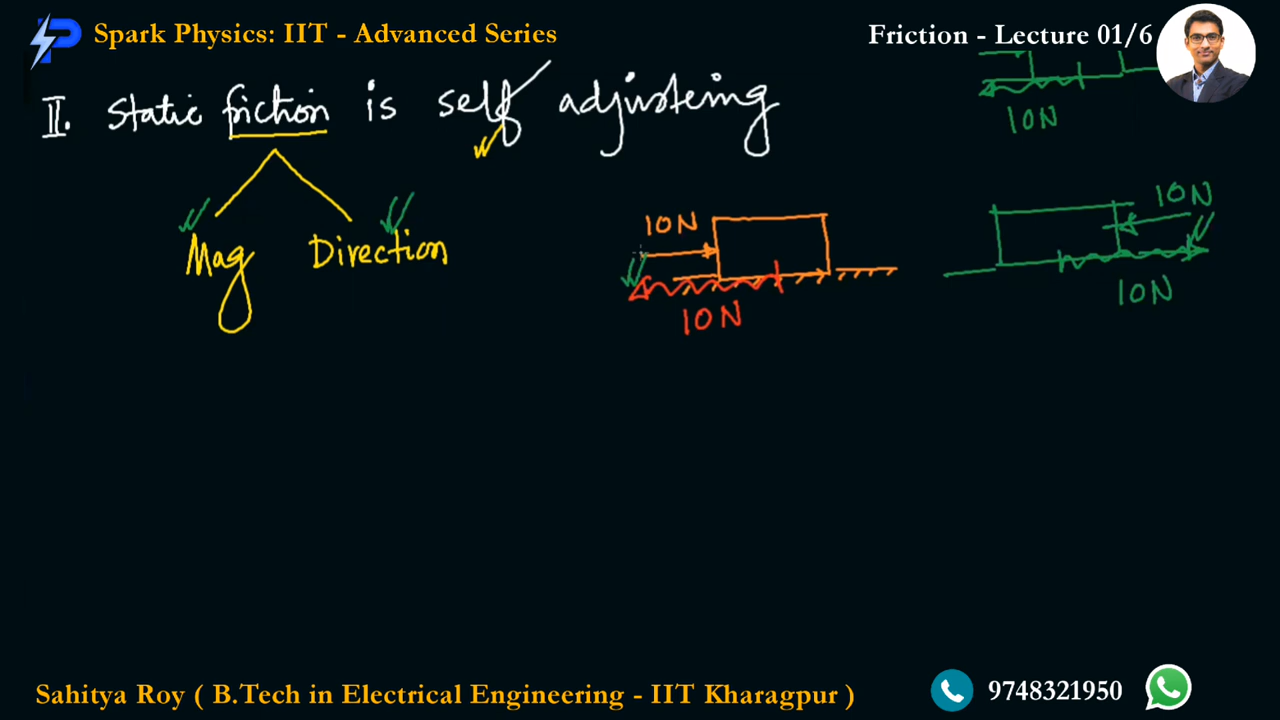 Spark Physics: IIT - Advanced Series
Friction - Lecture 01/6
10N
II. Static friction is self adjusteing
Mag
Direction
10N
10N
10N
10N
Sahitya Roy ( B.Tech in Electrical Engineering - IIT Kharagpur )
9748321950